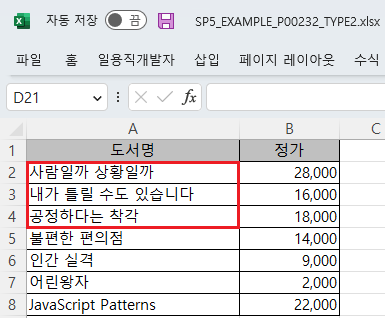 자동 저장 끔 SP5_EXAMPLE_P00232_TYPE2.xlsx
파일 홈 일용직개발자 삽입 페이지 레이아웃 수식
D21 fx
A B C
1 도서명 정가
2 사람일까 상황일까 28,000
3 내가 틀릴 수도 있습니다 16,000
4 공정하다는 착각 18,000
5 불편한 편의점 14,000
6 인간 실격 9,000
7 어린왕자 2,000
8 JavaScript Patterns 22,000